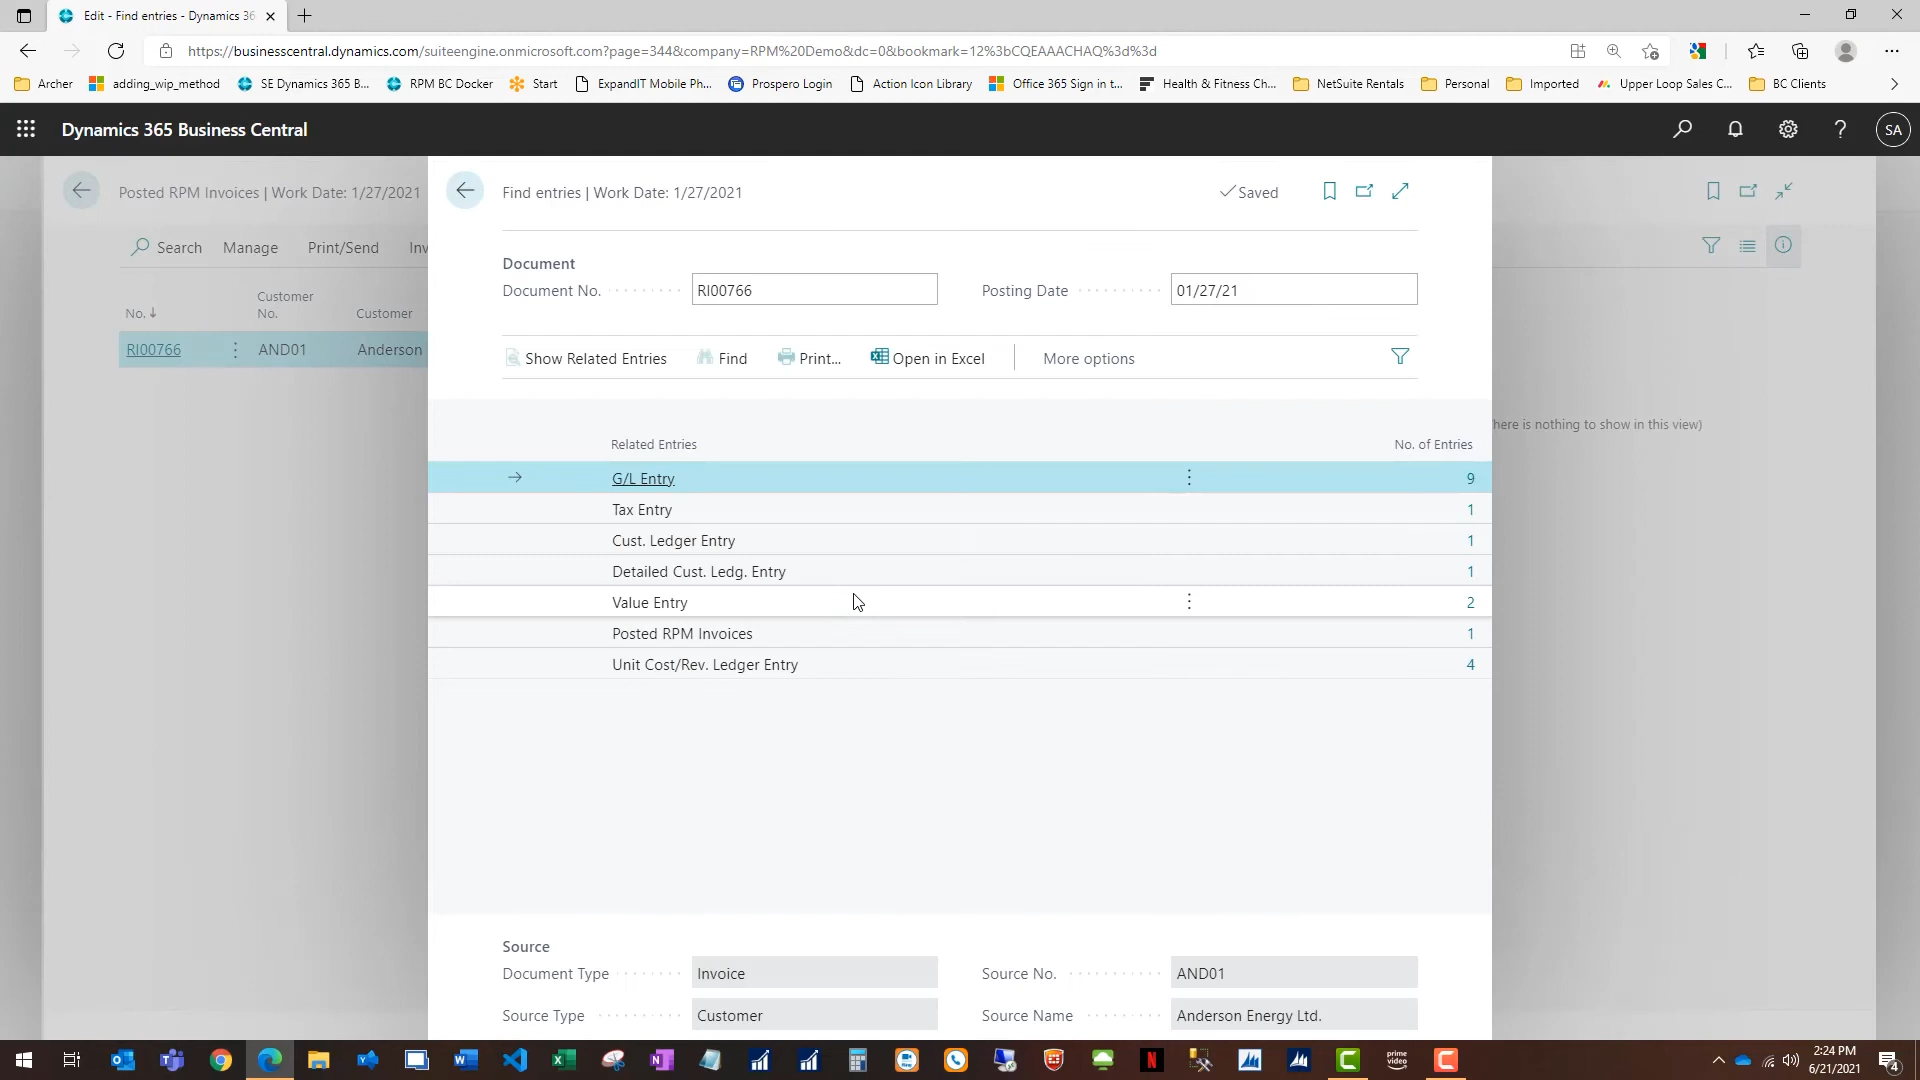 Edit - Find entries - Dynamics 36
https://businesscentral.dynamics.com/suiteengine.onmicrosoft.com?page=344&company=RPM%20Demo&dc=0&bookmark=12%3bCQEAAACHAQ%3d%3d
Archer adding_wip_method SE Dynamics 365 B... RPM BC Docker Start ExpandIT Mobile Ph... Prospero Login Action Icon Library Office 365 Sign in t... Health & Fitness Ch... NetSuite Rentals Personal Imported Upper Loop Sales C... BC Clients
Dynamics 365 Business Central
SA
Posted RPM Invoices | Work Date: 1/27/2021
Search Manage Print/Send Inv
Customer
No.
No. ↓
Customer
RI00766 AND01 Anderson
Find entries | Work Date: 1/27/2021
Saved
Document
Document No. RI00766 Posting Date 01/27/21
Show Related Entries Find Print... Open in Excel More options
Related Entries No. of Entries
G/L Entry 9
Tax Entry 1
Cust. Ledger Entry 1
Detailed Cust. Ledg. Entry 1
Value Entry 2
Posted RPM Invoices 1
Unit Cost/Rev. Ledger Entry 4
here is nothing to show in this view)
Source
Document Type Invoice Source No. AND01
Source Type Customer Source Name Anderson Energy Ltd.
prime video
2:24 PM
6/21/2021
4